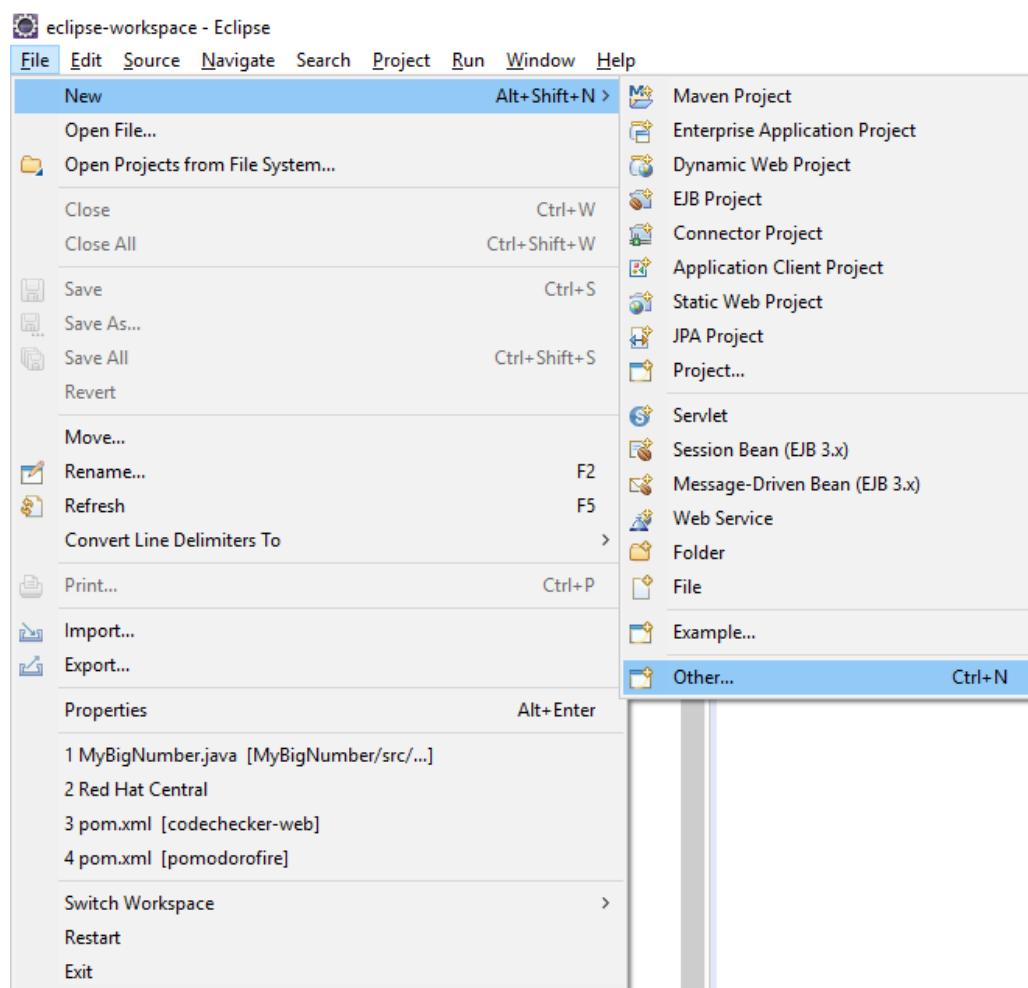 eclipse-workspace - Eclipse
File Edit Source Navigate Search Project Run Window Help
New Alt+Shift+N >
Open File...
Open Projects from File System...
Close Ctrl+W
Close All Ctrl+Shift+W
Save Ctrl+S
Save As...
Save All Ctrl+Shift+S
Revert
Move...
Rename... F2
Refresh F5
Convert Line Delimiters To >
Print... Ctrl+P
Import...
Export...
Properties Alt+Enter
1 MyBigNumber.java [MyBigNumber/src/...]
2 Red Hat Central
3 pom.xml [codechecker-web]
4 pom.xml [pomodorofire]
Switch Workspace >
Restart
Exit
Maven Project
Enterprise Application Project
Dynamic Web Project
EJB Project
Connector Project
Application Client Project
Static Web Project
JPA Project
Project...
Servlet
Session Bean (EJB 3.x)
Message-Driven Bean (EJB 3.x)
Web Service
Folder
File
Example...
Other... Ctrl+N